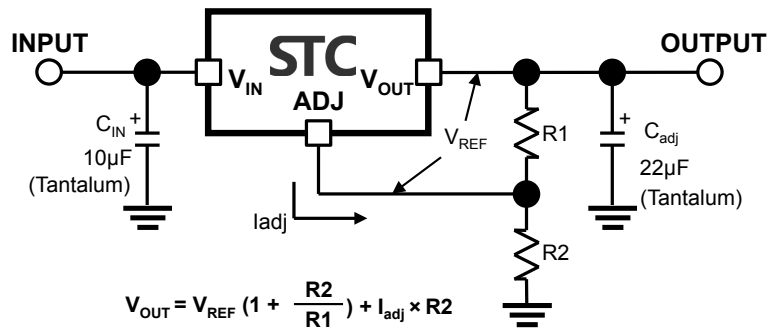 INPUT
OUTPUT
STC
V_IN
V_OUT
ADJ
C_IN +
10µF
(Tantalum)
V_REF
R1
+
C_adj
22µF
(Tantalum)
Iadj
R2
V_OUT = V_REF (1 + R2/R1) + I_adj × R2